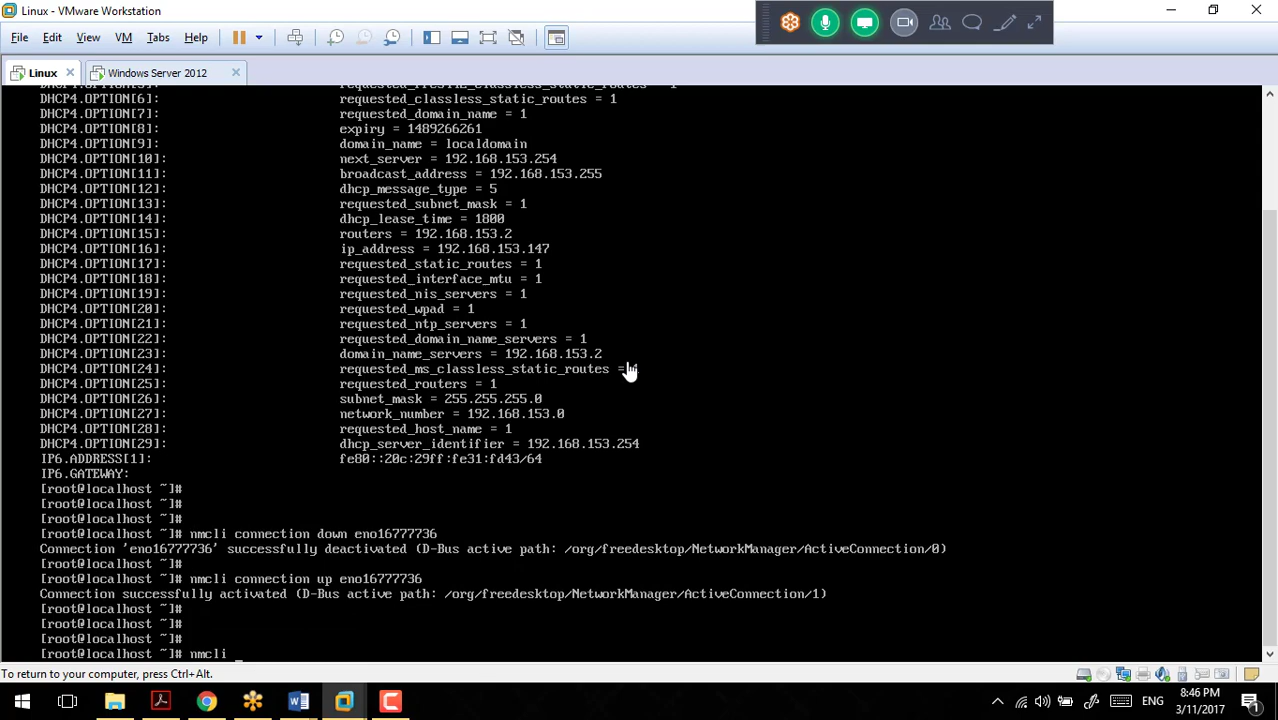 Linux - VMware Workstation
File Edit View Tabs Help
Linux Windows Server 2012
DHCP4.OPTION[6]: requested_classless_static_routes = 1
DHCP4.OPTION[7]: requested_domain_name = 1
DHCP4.OPTION[8]: expiry = 1489266261
DHCP4.OPTION[9]: domain_name = localdomain
DHCP4.OPTION[10]: next_server = 192.168.153.254
DHCP4.OPTION[11]: broadcast_address = 192.168.153.255
DHCP4.OPTION[12]: dhcp_message_type = 5
DHCP4.OPTION[13]: requested_subnet_mask = 1
DHCP4.OPTION[14]: dhcp_lease_time = 1800
DHCP4.OPTION[15]: routers = 192.168.153.2
DHCP4.OPTION[16]: ip_address = 192.168.153.147
DHCP4.OPTION[17]: requested_static_routes = 1
DHCP4.OPTION[18]: requested_interface_mtu = 1
DHCP4.OPTION[19]: requested_nis_servers = 1
DHCP4.OPTION[20]: requested_wpad = 1
DHCP4.OPTION[21]: requested_ntp_servers = 1
DHCP4.OPTION[22]: requested_domain_name_servers = 1
DHCP4.OPTION[23]: domain_name_servers = 192.168.153.2
DHCP4.OPTION[24]: requested_ms_classless_static_routes =
DHCP4.OPTION[25]: requested_routers = 1
DHCP4.OPTION[26]: subnet_mask = 255.255.255.0
DHCP4.OPTION[27]: network_number = 192.168.153.0
DHCP4.OPTION[28]: requested_host_name = 1
DHCP4.OPTION[29]: dhcp_server_identifier = 192.168.153.254
IP6.ADDRESS[1]: fe80::20c:29ff:fe31:fd43/64
IP6.GATEWAY:
[root@localhost ~]#
[root@localhost ~]#
[root@localhost ~]#
[root@localhost ~]# nmcli connection down eno16777736
Connection 'eno16777736' successfully deactivated (D-Bus active path: /org/freedesktop/NetworkManager/ActiveConnection/0)
[root@localhost ~]#
[root@localhost ~]# nmcli connection up eno16777736
Connection successfully activated (D-Bus active path: /org/freedesktop/NetworkManager/ActiveConnection/1)
[root@localhost ~]#
[root@localhost ~]#
[root@localhost ~]#
[root@localhost ~]# nmcli _
To return to your computer, press Ctrl+Alt.
ENG 8:46 PM
3/11/2017